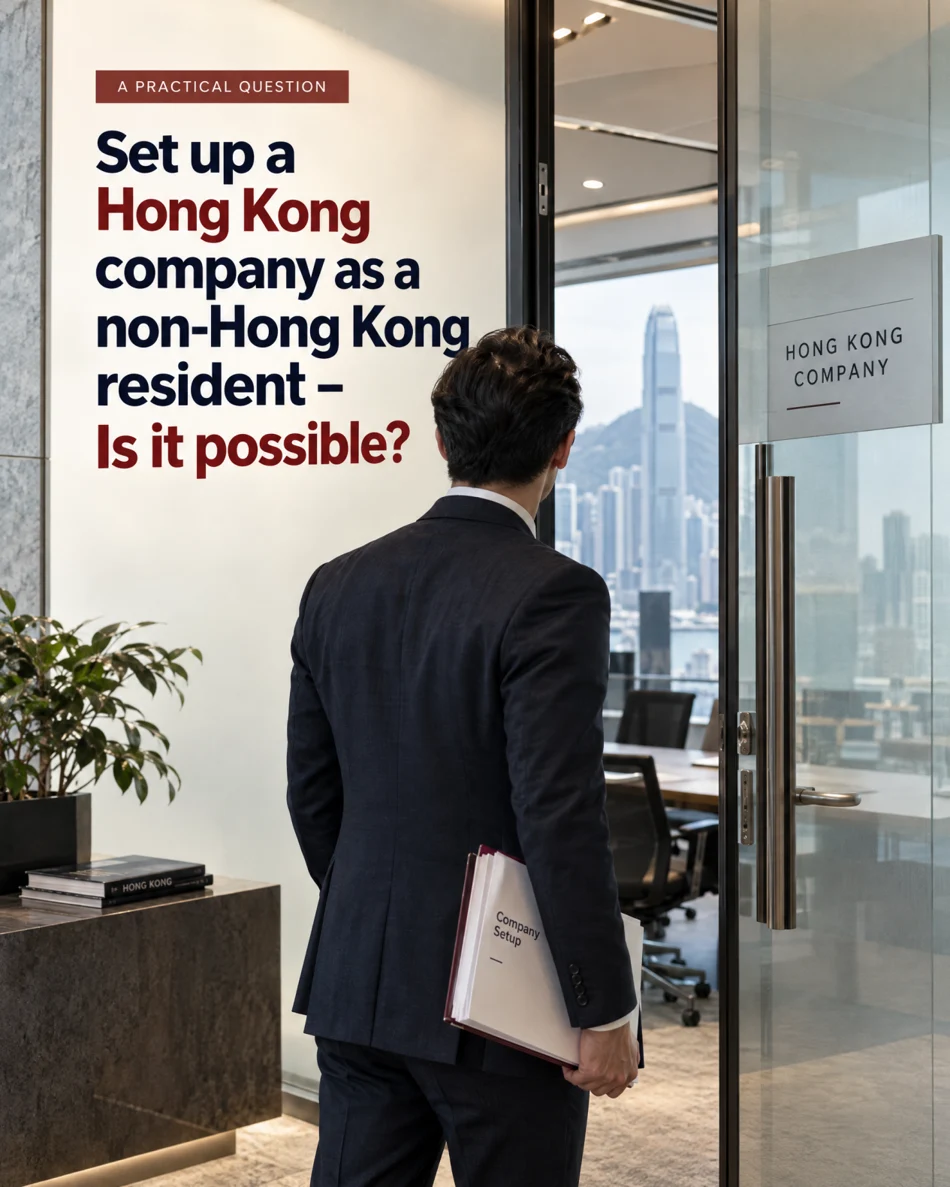 A PRACTICAL QUESTION
Set up a
Hong Kong
company as a
non-Hong Kong
resident –
Is it possible?
HONG KONG
COMPANY
HONG KONG
Company
Setup